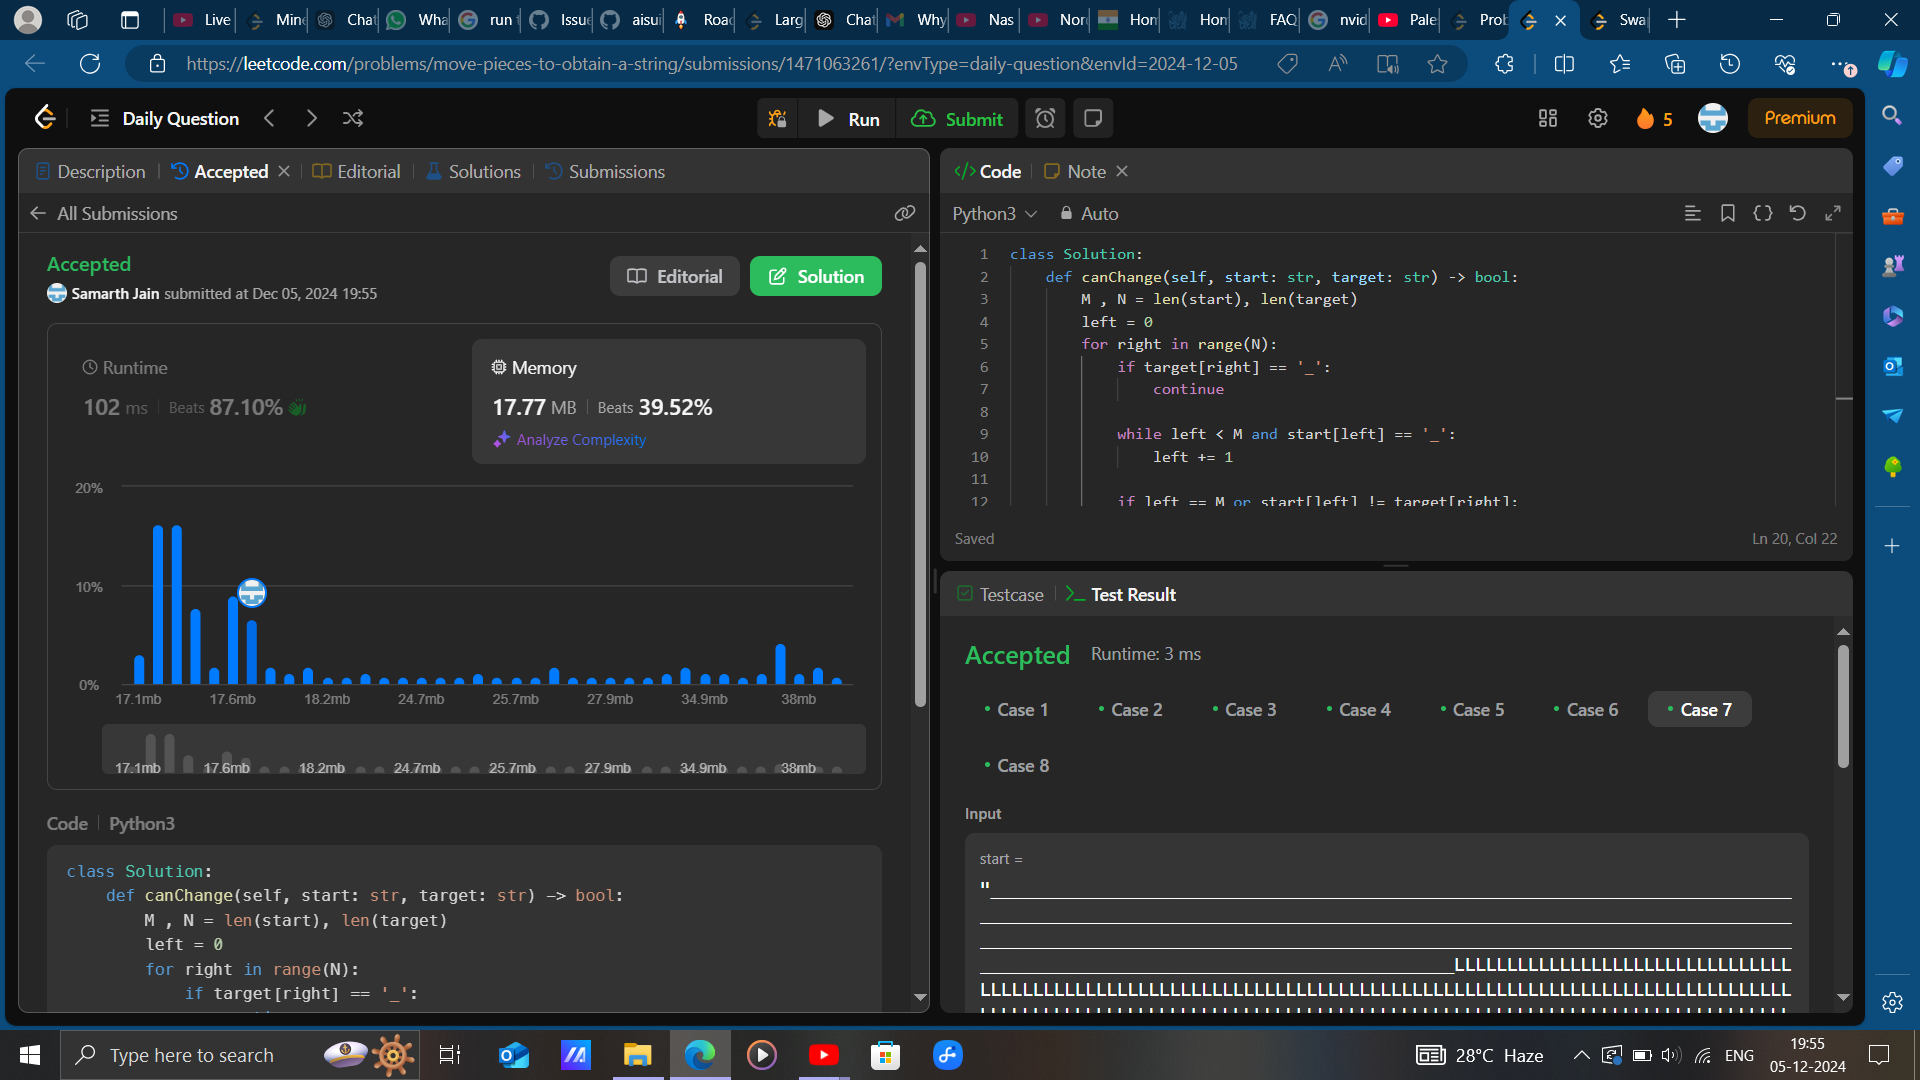 Live
Mine
Chat
Wha
run
Issue
aisui
Road
Larg
Chat
Why
Nas
Nor
Hom
Hom
FAQ
nvid
Pale
Prob
Swa
https://leetcode.com/problems/move-pieces-to-obtain-a-string/submissions/1471063261/?envType=daily-question&envId=2024-12-05
Daily Question
Run
Submit
5
Premium
Description
Accepted
Editorial
Solutions
Submissions
All Submissions
Accepted
Samarth Jain submitted at Dec 05, 2024 19:55
Editorial
Solution
Runtime
102 ms
Beats 87.10%
Memory
17.77 MB
Beats 39.52%
Analyze Complexity
20%
10%
0%
17.1mb 17.6mb 18.2mb 24.7mb 25.7mb 27.9mb 34.9mb 38mb
17.1mb 17.6mb 18.2mb 24.7mb 25.7mb 27.9mb 34.9mb 38mb
Code Python3
class Solution:
def canChange(self, start: str, target: str) -> bool:
M , N = len(start), len(target)
left = 0
for right in range(N):
if target[right] == '_':
</> Code
Note
Python3
Auto
1 class Solution:
2 def canChange(self, start: str, target: str) -> bool:
3 M , N = len(start), len(target)
4 left = 0
5 for right in range(N):
6 if target[right] == '_':
7 continue
8
9 while left < M and start[left] == '_':
10 left += 1
11
12 if left == M or start[left] != target[right]:
Saved
Ln 20, Col 22
Testcase
Test Result
Accepted
Runtime: 3 ms
Case 1 Case 2 Case 3 Case 4 Case 5 Case 6 Case 7
Case 8
Input
start =
Type here to search
28°C Haze
ENG
19:55
05-12-2024